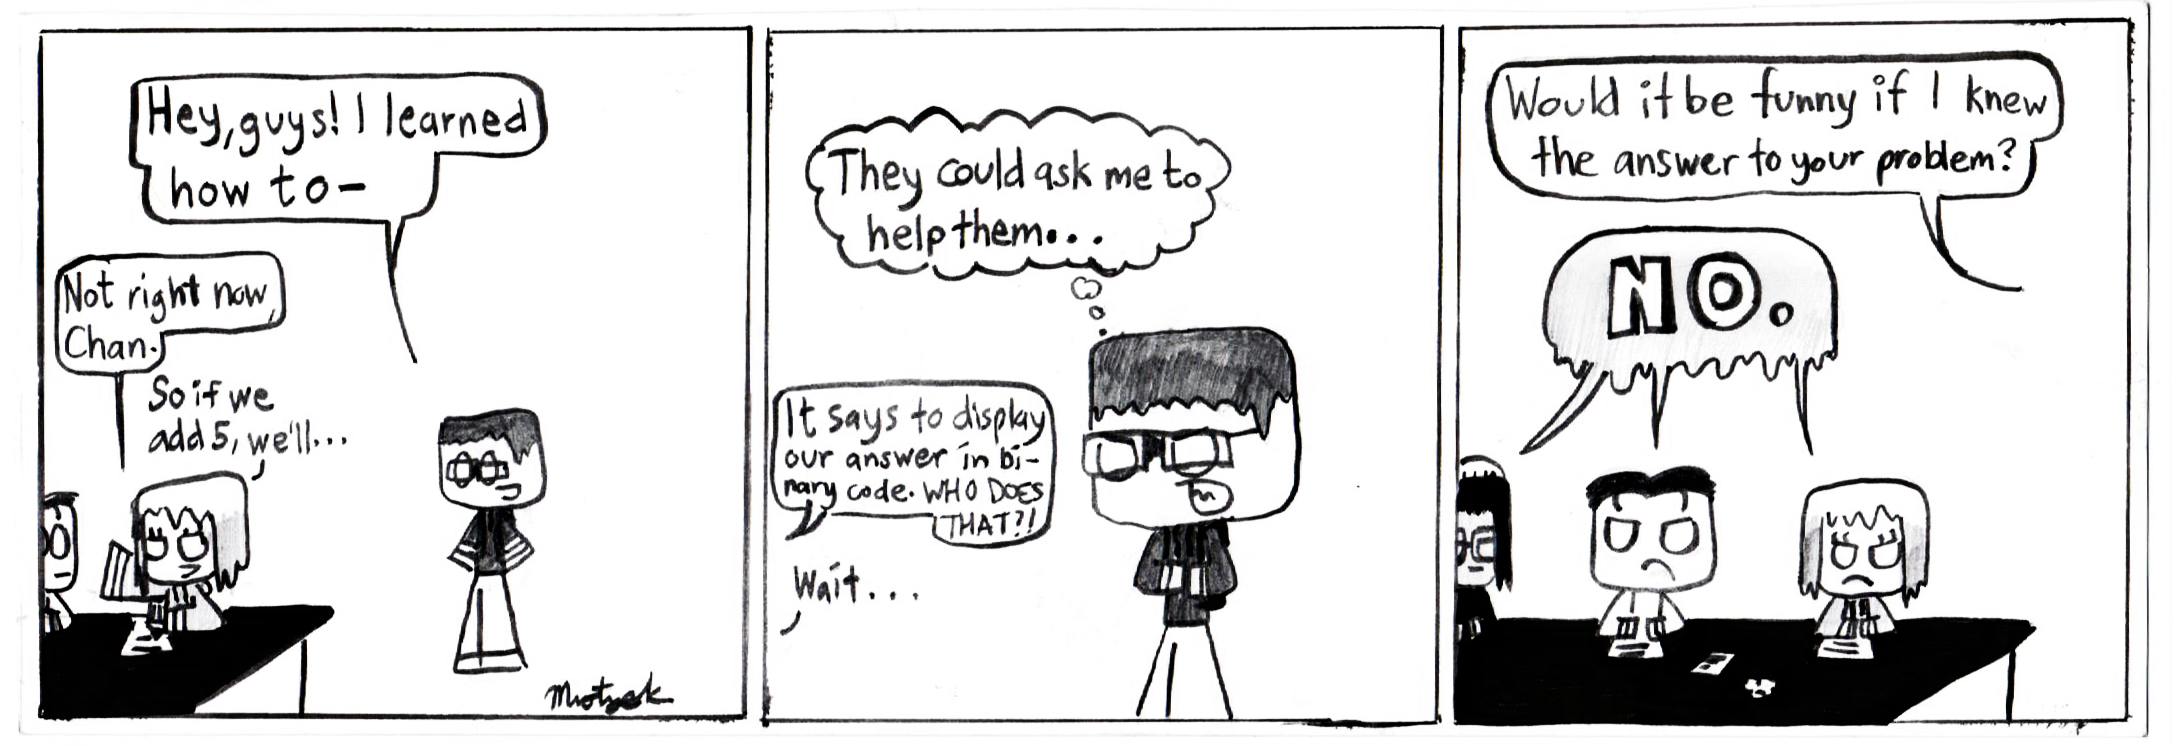 Hey, guys! I learned
how to-
Not right now
Chan.
So if we
add 5, we'll...
They could ask me to
help them...
It says to display
our answer in bi-
nary code. WHO DOES
THAT?!
Wait...
Would it be funny if I knew
the answer to your problem?
NO.